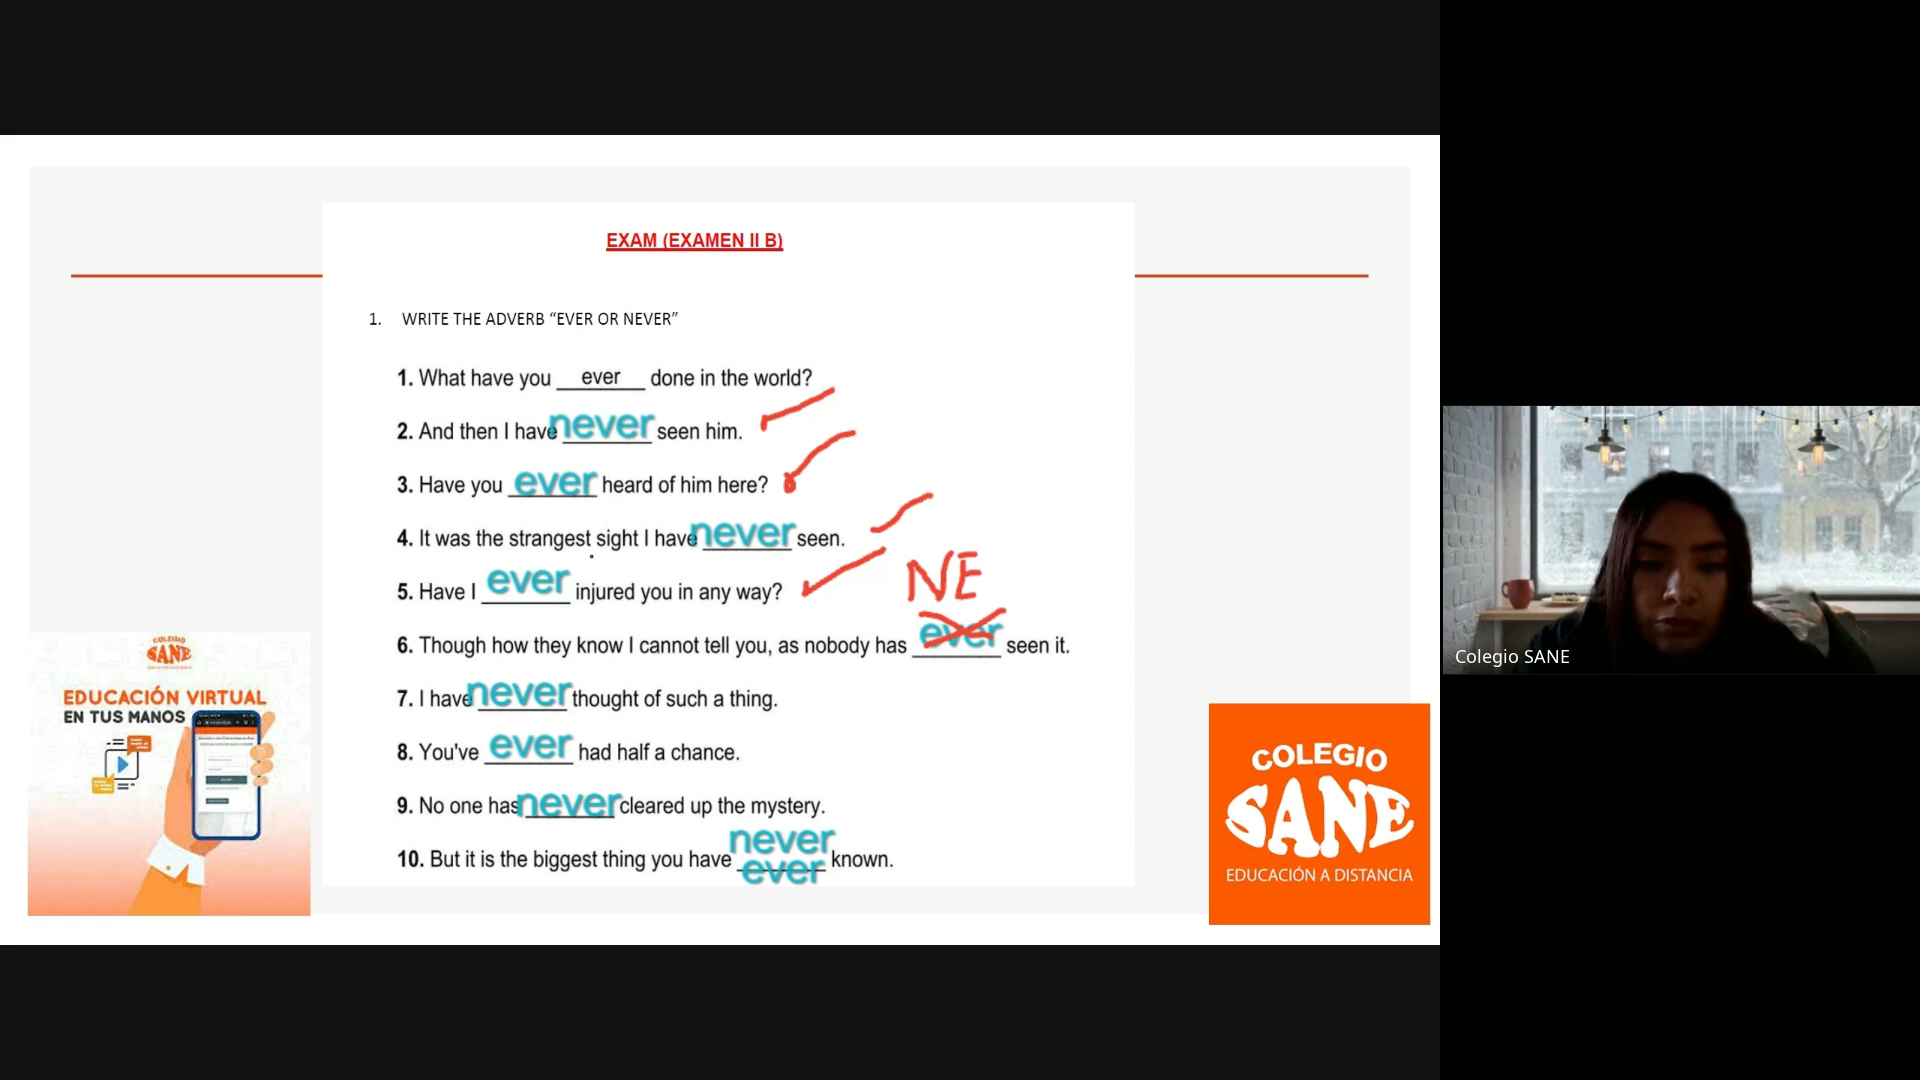 EXAM (EXAMEN II B)
1. WRITE THE ADVERB “EVER OR NEVER”
1. What have you ever done in the world?
2. And then I have never seen him.
3. Have you ever heard of him here?
4. It was the strangest sight I have never seen.
5. Have I ever injured you in any way?
NE
6. Though how they know I cannot tell you, as nobody has ever seen it.
7. I have never thought of such a thing.
8. You've ever had half a chance.
9. No one has never cleared up the mystery.
never
10. But it is the biggest thing you have ever known.
COLEGIO
SANE
EDUCACIÓN VIRTUAL
EN TUS MANOS
COLEGIO
SANE
EDUCACIÓN A DISTANCIA
Colegio SANE